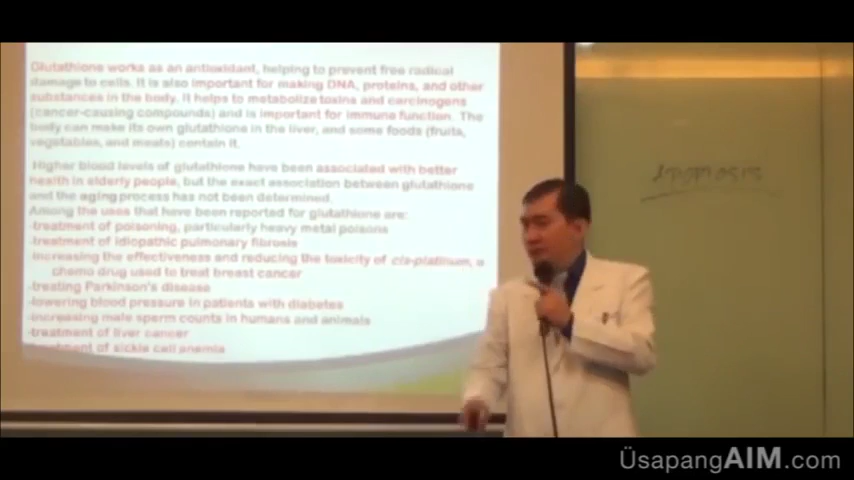 Glutathione works as an antioxidant, helping to prevent free radical
damage to cells. It is also important for making DNA, proteins, and other
substances in the body. It helps to metabolize toxins and carcinogens
(cancer-causing compounds) and is important for immune function. The
body can make its own glutathione in the liver, and some foods (fruits,
vegetables, and meats) contain it.
Higher blood levels of glutathione have been associated with better
health in elderly people, but the exact association between glutathione
and the aging process has not been determined.
Among the uses that have been reported for glutathione are:
-treatment of poisoning, particularly heavy metal poisons
-treatment of idiopathic pulmonary fibrosis
-increasing the effectiveness and reducing the toxicity of cis-platinum, a
chemo drug used to treat breast cancer
-treating Parkinson's disease
-lowering blood pressure in patients with diabetes
-increasing male sperm counts in humans and animals
-treatment of liver cancer
-treatment of sickle cell anemia
ÜsapangAIM.com